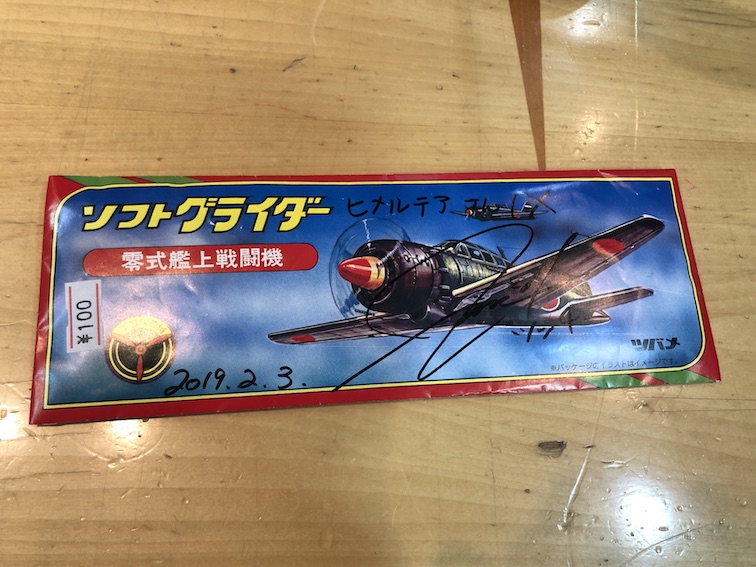 ソフトグライダー
ヒナルテア
零式艦上戦闘機
¥100
ツバメ
※パッケージのイラストはイメージです。
2019.2.3.